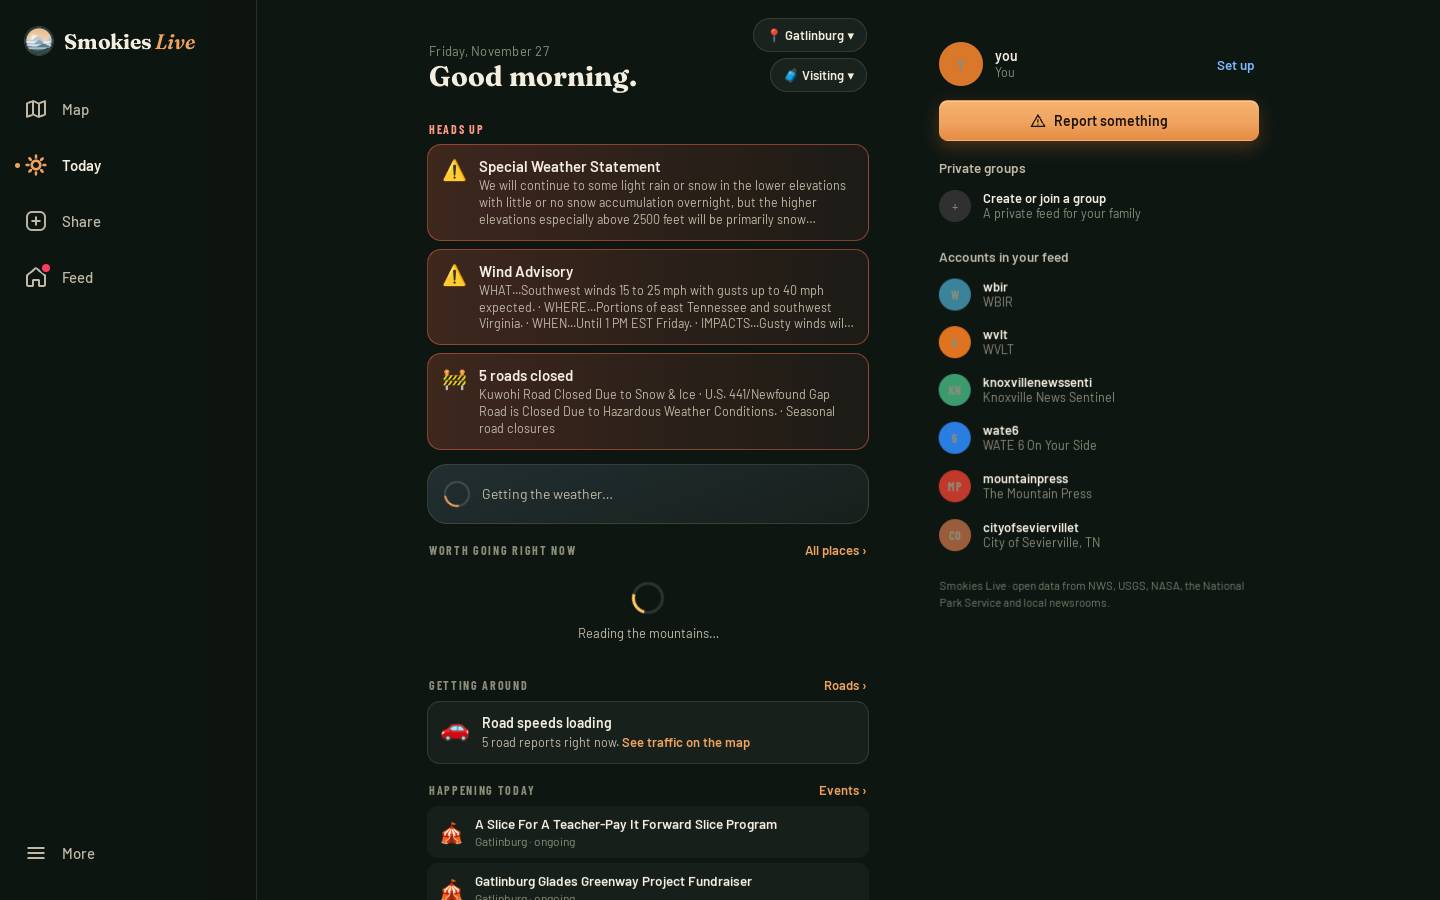 Smokies Live
Map
Today
Share
Feed
More
Friday, November 27
Good morning.
📍 Gatlinburg ▾
🧳 Visiting ▾
HEADS UP
Special Weather Statement
We will continue to some light rain or snow in the lower elevations
with little or no snow accumulation overnight, but the higher
elevations especially above 2500 feet will be primarily snow…
Wind Advisory
WHAT...Southwest winds 15 to 25 mph with gusts up to 40 mph
expected. · WHERE...Portions of east Tennessee and southwest
Virginia. · WHEN...Until 1 PM EST Friday. · IMPACTS...Gusty winds wil…
5 roads closed
Kuwohi Road Closed Due to Snow & Ice · U.S. 441/Newfound Gap
Road is Closed Due to Hazardous Weather Conditions. · Seasonal
road closures
Getting the weather…
WORTH GOING RIGHT NOW
All places ›
Reading the mountains…
GETTING AROUND
Roads ›
Road speeds loading
5 road reports right now. See traffic on the map
HAPPENING TODAY
Events ›
A Slice For A Teacher-Pay It Forward Slice Program
Gatlinburg · ongoing
Gatlinburg Glades Greenway Project Fundraiser
Gatlinburg · ongoing
you
You
Set up
Report something
Private groups
+
Create or join a group
A private feed for your family
Accounts in your feed
W
wbir
WBIR
wvlt
WVLT
KN
knoxvillenewssenti
Knoxville News Sentinel
6
wate6
WATE 6 On Your Side
MP
mountainpress
The Mountain Press
CO
cityofseviervillet
City of Sevierville, TN
Smokies Live · open data from NWS, USGS, NASA, the National
Park Service and local newsrooms.